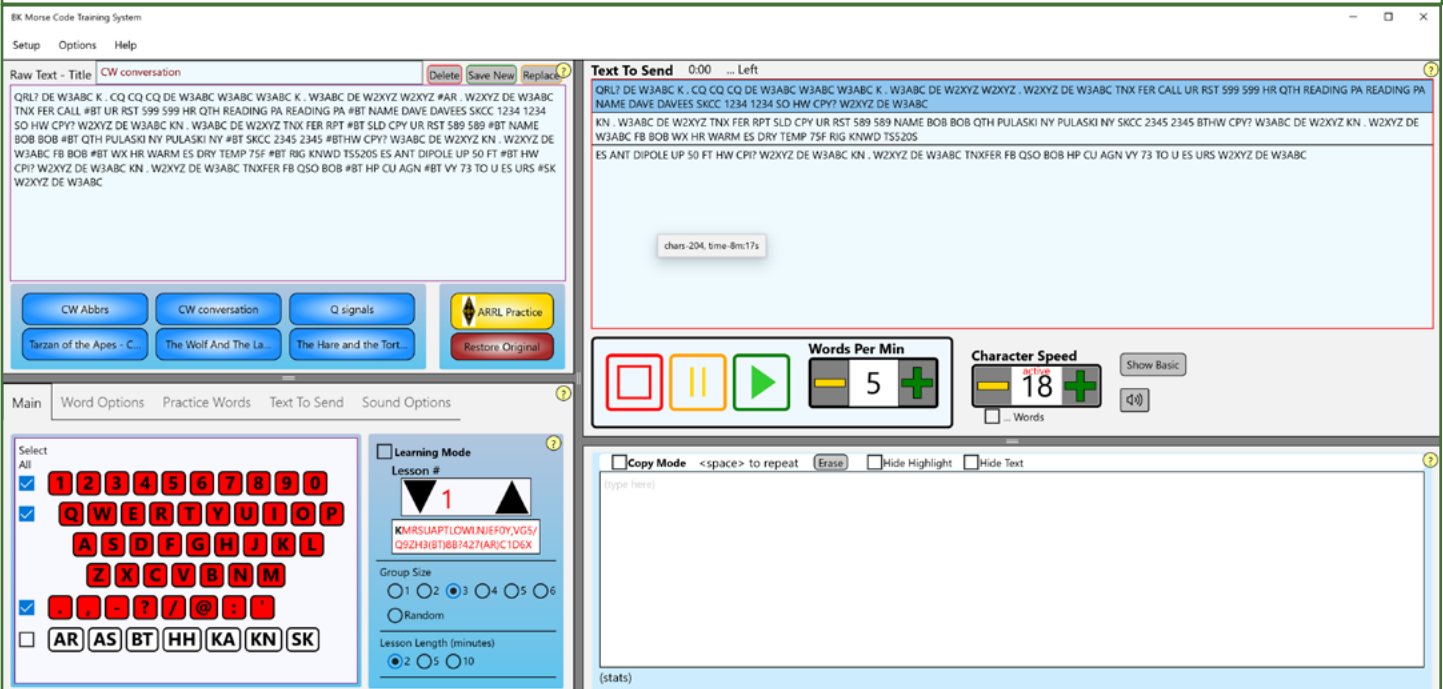 BK Morse Code Training System
Setup Options Help
Raw Text - Title CW conversation Delete Save New Replace ?
QRL? DE W3ABC K . CQ CQ CQ DE W3ABC W3ABC W3ABC K . W3ABC DE W2XYZ W2XYZ #AR . W2XYZ DE W3ABC
TNX FER CALL #BT UR RST 599 599 HR QTH READING PA READING PA #BT NAME DAVE DAVEES SKCC 1234 1234
SO HW CPY? W2XYZ DE W3ABC KN . W3ABC DE W2XYZ TNX FER RPT #BT SLD CPY UR RST 589 589 #BT NAME
BOB BOB #BT QTH PULASKI NY PULASKI NY #BT SKCC 2345 2345 #BTHW CPY? W3ABC DE W2XYZ KN . W2XYZ DE
W3ABC FB BOB #BT WX HR WARM ES DRY TEMP 75F #BT RIG KNWD TS520S ES ANT DIPOLE UP 50 FT #BT HW
CPI? W2XYZ DE W3ABC KN . W2XYZ DE W3ABC TNXFER FB QSO BOB #BT HP CU AGN #BT VY 73 TO U ES URS #SK
W2XYZ DE W3ABC
CW Abbrs CW conversation Q signals ARRL Practice
Tarzan of the Apes - C... The Wolf And The La... The Hare and the Tort... Restore Original
Text To Send 0:00 ... Left ?
QRL? DE W3ABC K . CQ CQ CQ DE W3ABC W3ABC W3ABC K . W3ABC DE W2XYZ W2XYZ . W2XYZ DE W3ABC TNX FER CALL UR RST 599 599 HR QTH READING PA READING PA
NAME DAVE DAVEES SKCC 1234 1234 SO HW CPY? W2XYZ DE W3ABC
KN . W3ABC DE W2XYZ TNX FER RPT SLD CPY UR RST 589 589 NAME BOB BOB QTH PULASKI NY PULASKI NY SKCC 2345 2345 BTHW CPY? W3ABC DE W2XYZ KN . W2XYZ DE
W3ABC FB BOB WX HR WARM ES DRY TEMP 75F RIG KNWD TS520S
ES ANT DIPOLE UP 50 FT HW CPI? W2XYZ DE W3ABC KN . W2XYZ DE W3ABC TNXFER FB QSO BOB HP CU AGN VY 73 TO U ES URS W2XYZ DE W3ABC
chars-204, time-8m:17s
Words Per Min
5
Character Speed
active
18
... Words
Show Basic
Main Word Options Practice Words Text To Send Sound Options ?
Select
All
1 2 3 4 5 6 7 8 9 0
Q W E R T Y U I O P
A S D F G H J K L
Z X C V B N M
. , - ? / @ : '
AR AS BT HH KA KN SK
Learning Mode ?
Lesson #
1
KMRSUAPTLOWI.NJEF0Y,VG5/
Q9ZH3(BT)8B?427(AR)C1D6X
Group Size
1 2 3 4 5 6
Random
Lesson Length (minutes)
2 5 10
Copy Mode <space> to repeat Erase Hide Highlight Hide Text ?
(type here)
(stats)